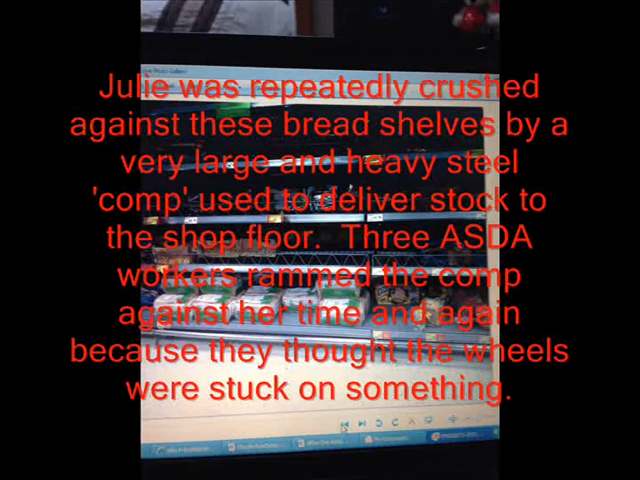 Julie was repeatedly crushed
against these bread shelves by a
very large and heavy steel
'comp' used to deliver stock to
the shop floor.  Three ASDA
workers rammed the comp
against her time and again
because they thought the wheels
were stuck on something.